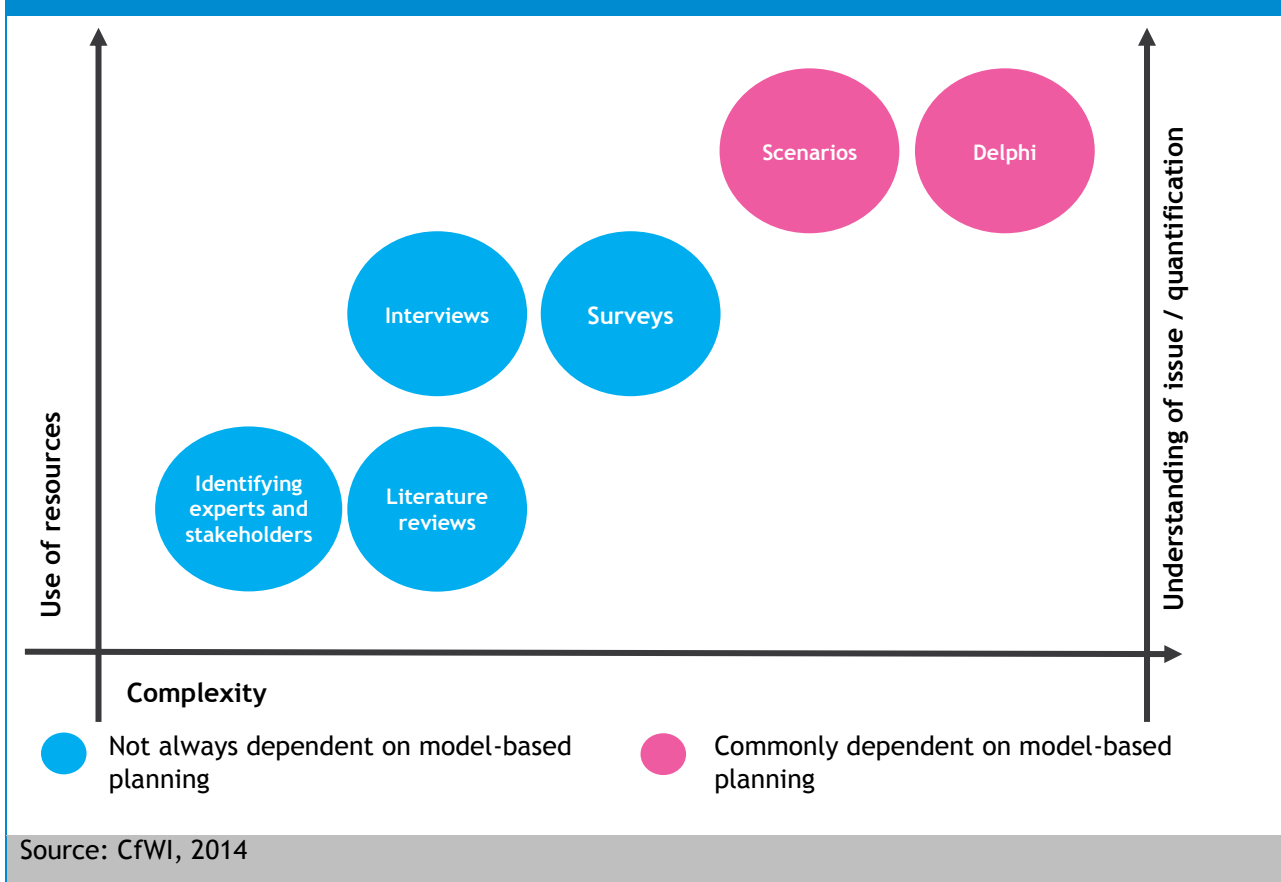 Scenarios
Delphi
Interviews
Surveys
Identifying
experts and
stakeholders
Literature
reviews
Use of resources
Understanding of issue / quantification
Complexity
Not always dependent on model-based
planning
Commonly dependent on model-based
planning
Source: CfWI, 2014